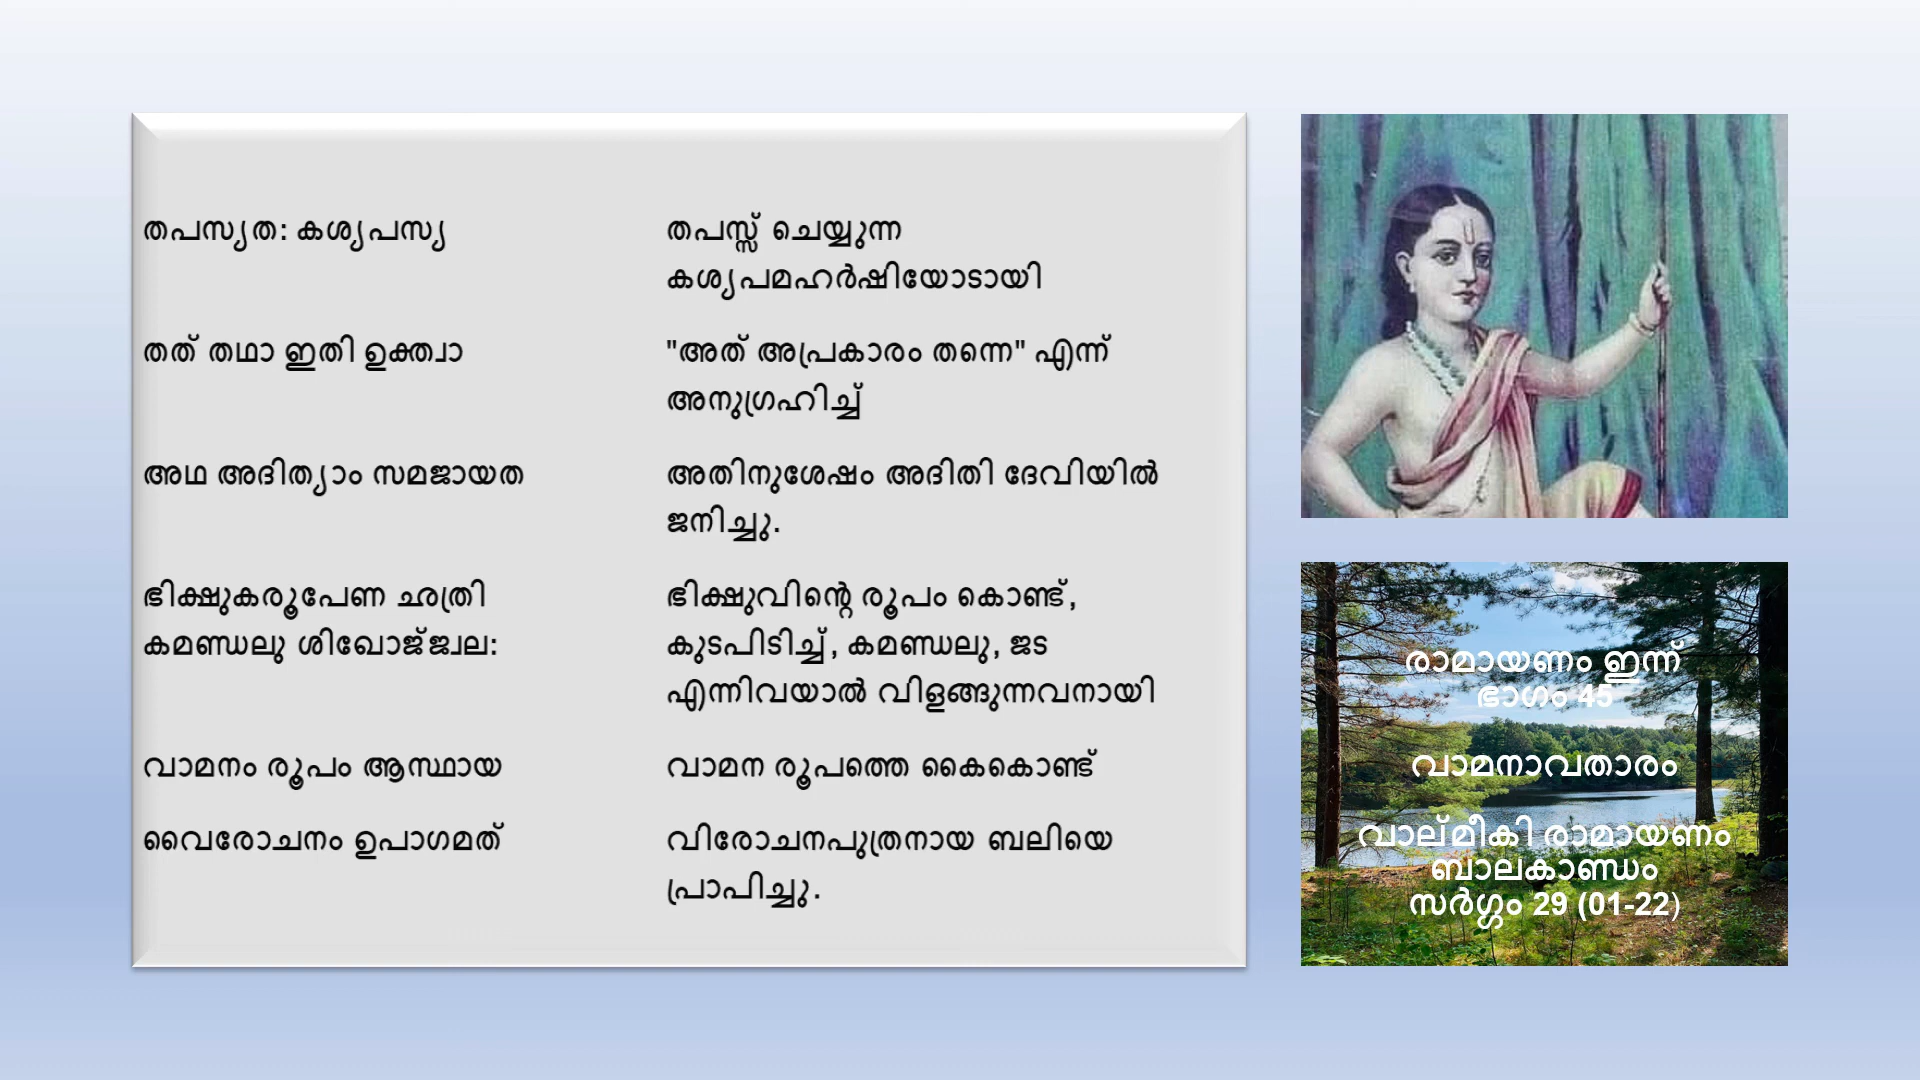 തപസ്യത: കശ്യപസ്യ
തപസ്സ് ചെയ്യുന്ന
കശ്യപമഹർഷിയോടായി
തത് തഥാ ഇതി ഉക്ത്വാ
"അത് അപ്രകാരം തന്നെ" എന്ന്
അനുഗ്രഹിച്ച്
അഥ അദിത്യാം സമജായത
അതിനുശേഷം അദിതി ദേവിയിൽ
ജനിച്ചു.
ഭിക്ഷുകരൂപേണ ഛത്രി
കമണ്ഡലു ശിഖോജ്ജ്വല:
ഭിക്ഷുവിന്റെ രൂപം കൊണ്ട്,
കുടപിടിച്ച്, കമണ്ഡലു, ജട
എന്നിവയാൽ വിളങ്ങുന്നവനായി
വാമനം രൂപം ആസ്ഥായ
വാമന രൂപത്തെ കൈകൊണ്ട്
വൈരോചനം ഉപാഗമത്
വിരോചനപുത്രനായ ബലിയെ
പ്രാപിച്ചു.
രാമായണം ഇന്ന്
ഭാഗം 45
വാമനാവതാരം
വാല്മീകി രാമായണം
ബാലകാണ്ഡം
സർഗ്ഗം 29 (01-22)